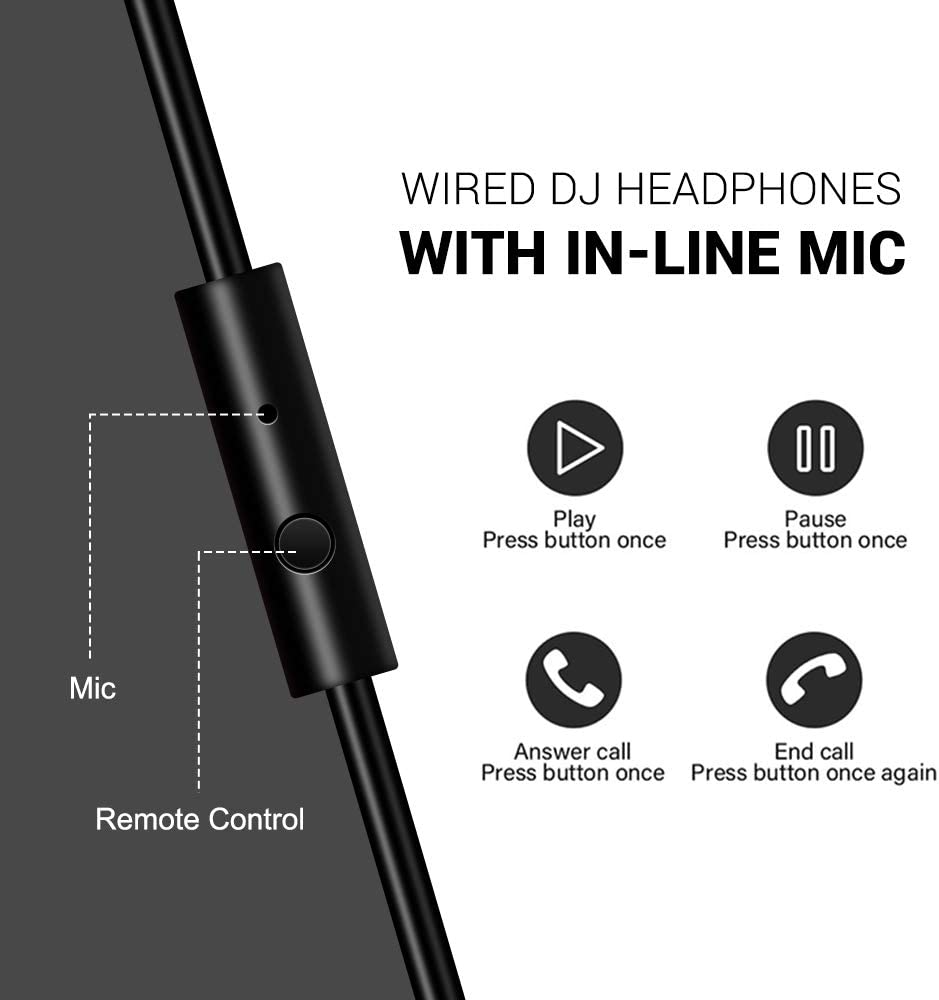 WIRED DJ HEADPHONES
WITH IN-LINE MIC
Play
Press button once
Pause
Press button once
Mic
Remote Control
Answer call
Press button once
End call
Press button once again